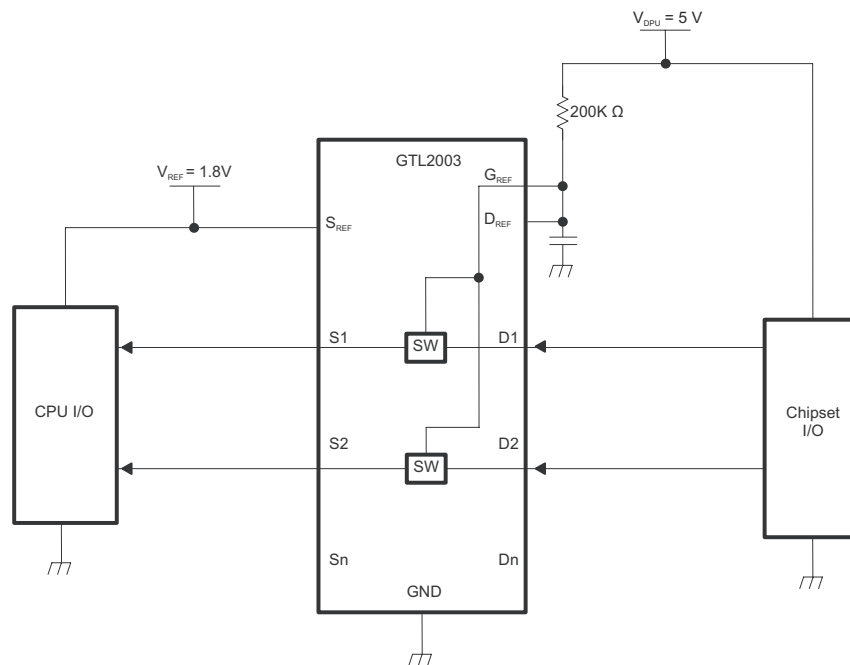 V_DPU = 5 V
200K Ω
GTL2003
V_REF = 1.8V
G_REF
D_REF
S_REF
S1
SW
D1
CPU I/O
Chipset
I/O
S2
SW
D2
Sn
Dn
GND